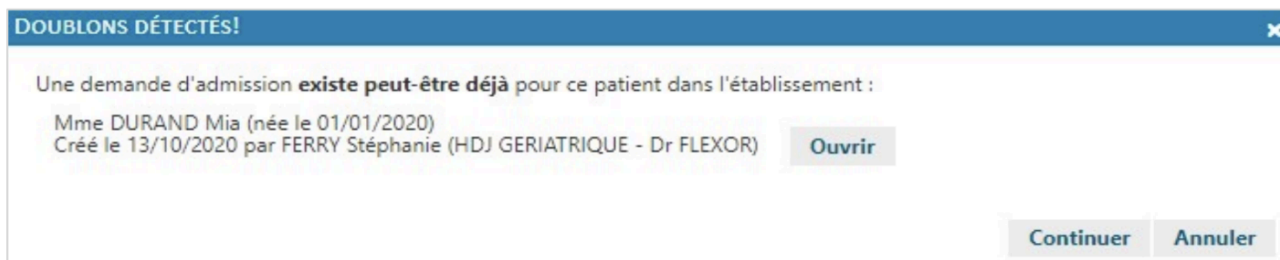 DOUBLONS DÉTECTÉS!
Une demande d'admission existe peut-être déjà pour ce patient dans l'établissement :
Mme DURAND Mia (née le 01/01/2020)
Créé le 13/10/2020 par FERRY Stéphanie (HDJ GERIATRIQUE - Dr FLEXOR) Ouvrir
Continuer Annuler